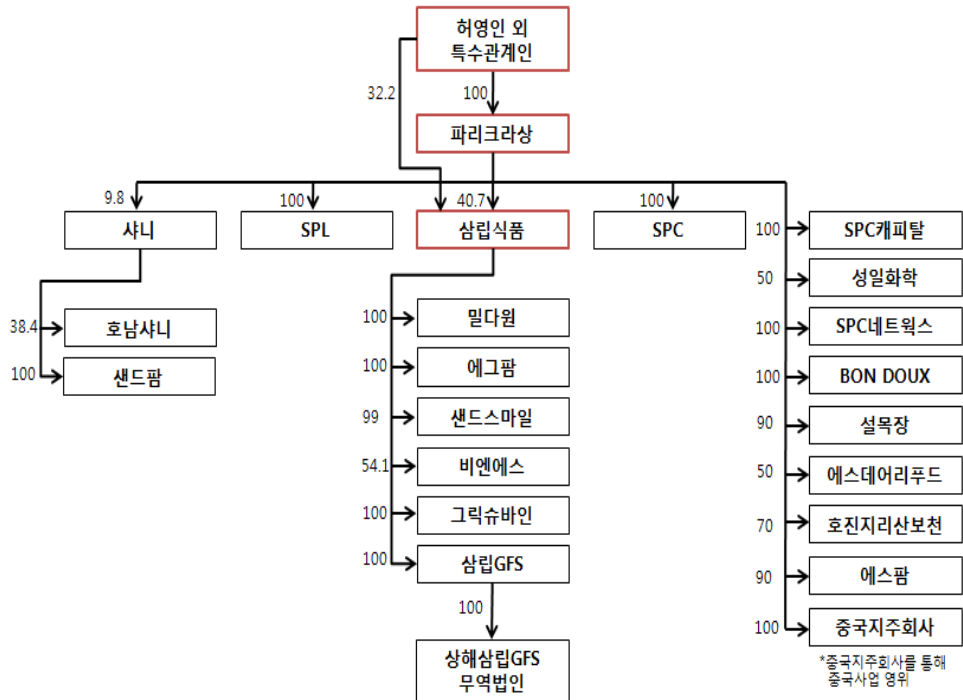 허영인 외
특수관계인
32.2
100
파리크라상
9.8
100
40.7
100
샤니
SPL
삼립식품
SPC
100
SPC캐피탈
50
성일화학
38.4
호남샤니
100
밀다원
100
SPC네트웍스
100
샌드팜
100
에그팜
100
BON DOUX
99
샌드스마일
90
설목장
54.1
비엔에스
50
에스데어리푸드
100
그릭슈바인
70
호진지리산보천
100
삼립GFS
90
에스팜
100
상해삼립GFS
무역법인
100
중국지주회사
*중국지주회사를 통해
중국사업 영위